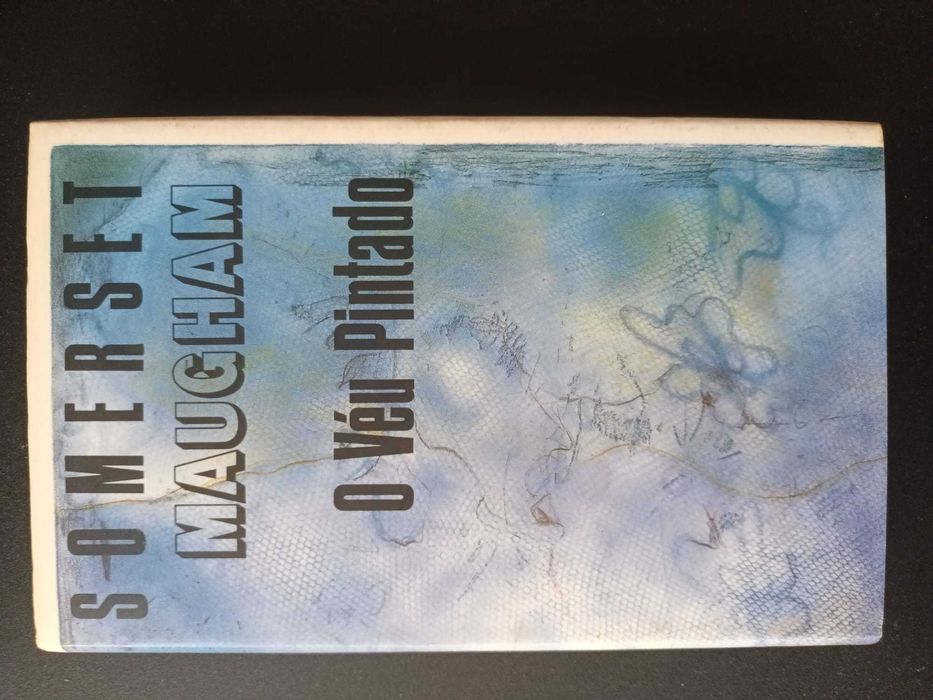 SOMERSET
MAUGHAM
O Véu Pintado